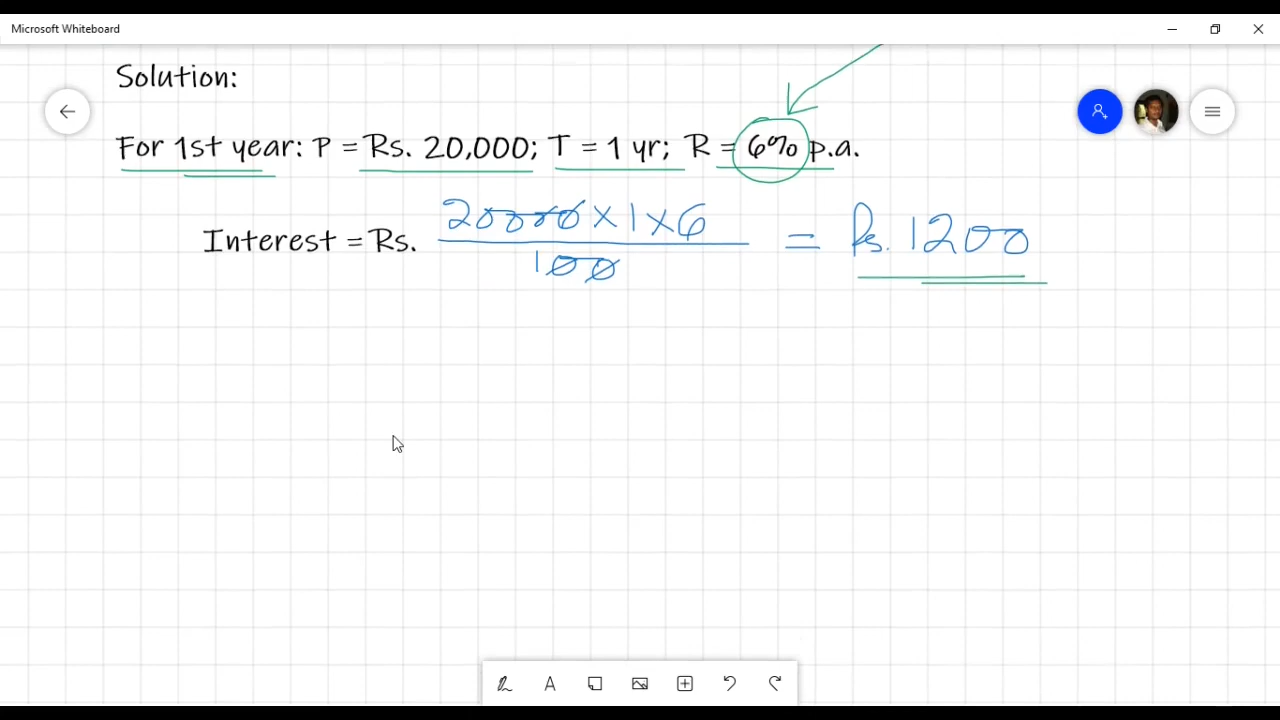 Microsoft Whiteboard
Solution:
For 1st year: P = Rs. 20,000; T = 1 yr; R = 6% p.a.
Interest = Rs. 20000 × 1 × 6 / 100 = Rs. 1200
A